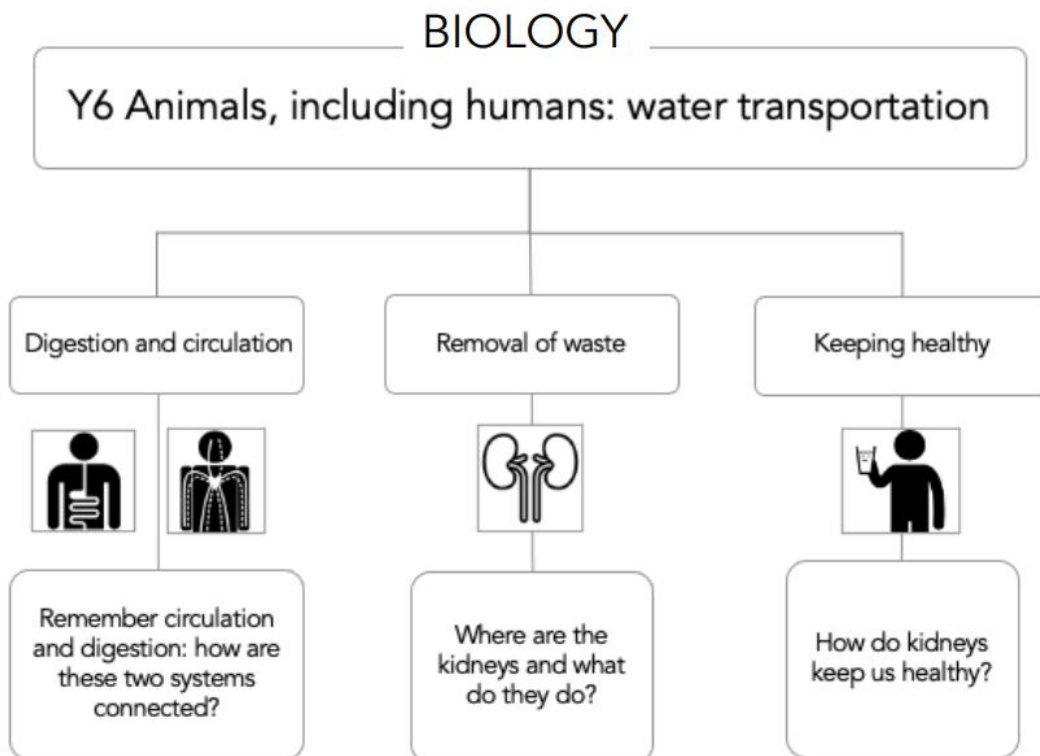 BIOLOGY
Y6 Animals, including humans: water transportation
Digestion and circulation
Removal of waste
Keeping healthy
Remember circulation
and digestion: how are
these two systems
connected?
Where are the
kidneys and what
do they do?
How do kidneys
keep us healthy?